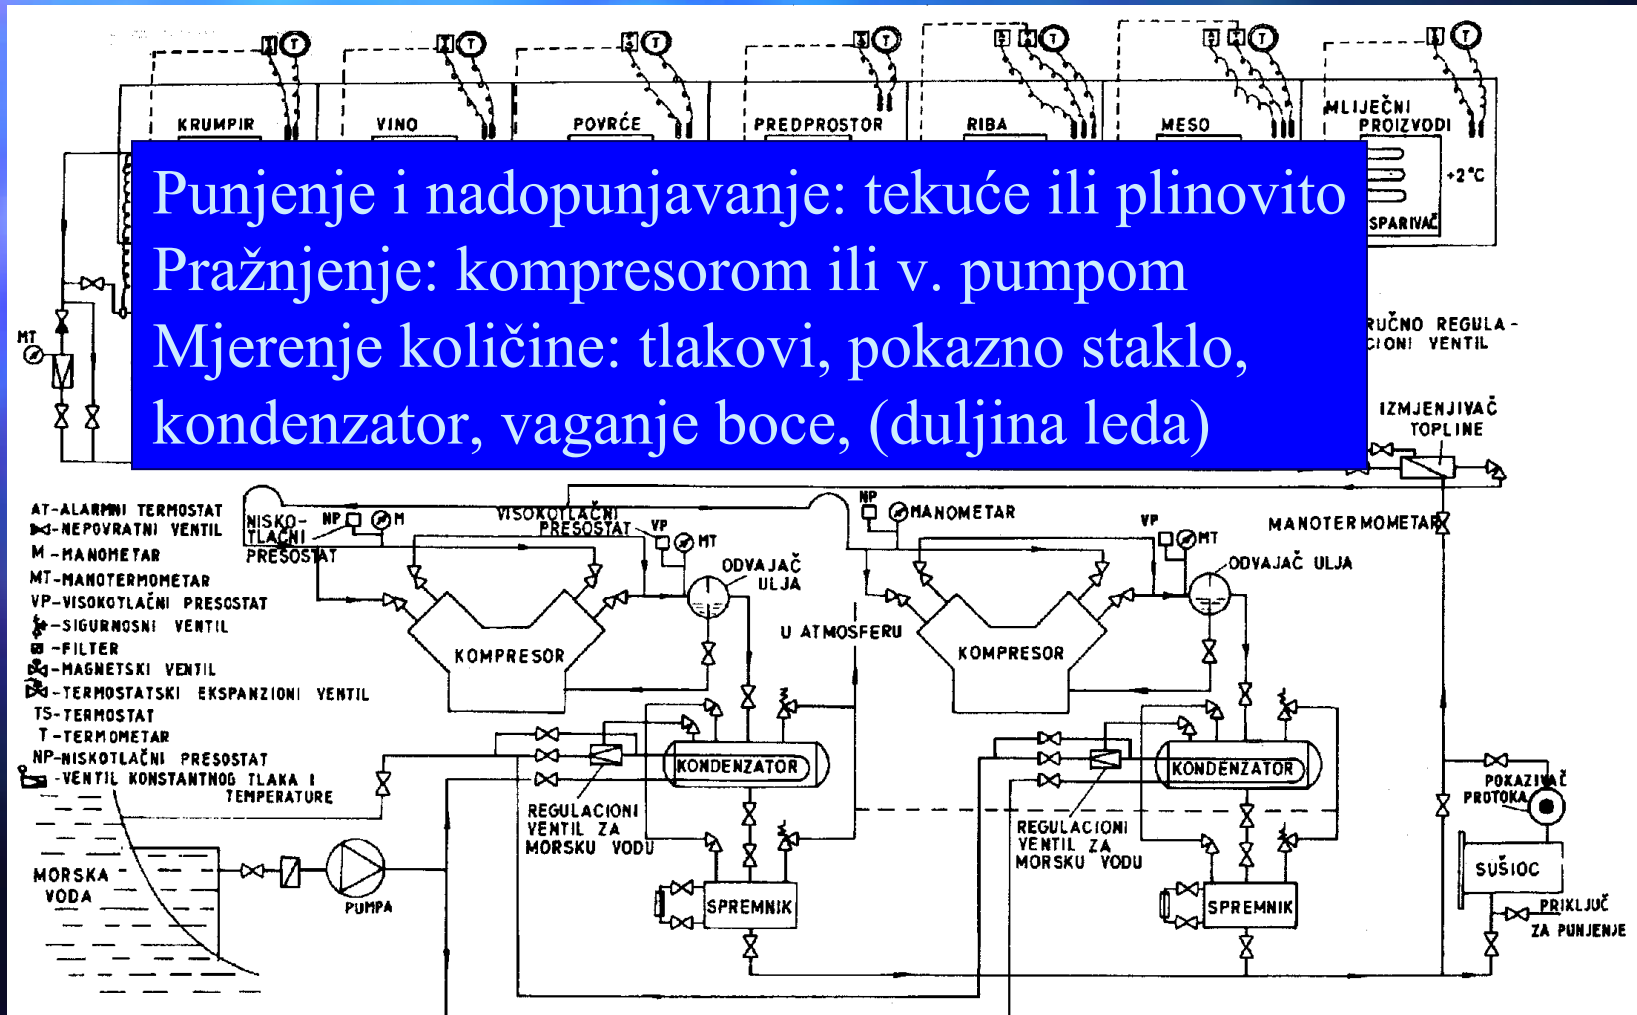 T
T
T
T
T
T
T
KRUMPIR
VINO
POVRĆE
PREDPROSTOR
RIBA
MESO
MLIJEČNI
PROIZVODI
+2°C
SPARIVAČ
Punjenje i nadopunjavanje: tekuće ili plinovito
Pražnjenje: kompresorom ili v. pumpom
Mjerenje količine: tlakovi, pokazno staklo,
kondenzator, vaganje boce, (duljina leda)
MT
RUČNO REGULA-
CIONI VENTIL
IZMJENJIVAČ
TOPLINE
AT-ALARMNI TERMOSTAT
-NEPOVRATNI VENTIL
M-MANOMETAR
MT-MANOTERMOMETAR
VP-VISOKOTLAČNI PRESOSTAT
-SIGURNOSNI VENTIL
-FILTER
-MAGNETSKI VENTIL
-TERMOSTATSKI EKSPANZIONI VENTIL
TS-TERMOSTAT
T-TERMOMETAR
NP-NISKOTLAČNI PRESOSTAT
-VENTIL KONSTANTNOG TLAKA I
TEMPERATURE
NISKO-
TLAČNI
PRESOSTAT
NP
M
VISOKOTLAČNI
PRESOSTAT
VP
MT
ODVAJAČ
ULJA
KOMPRESOR
U ATMOSFERU
NP
MANOMETAR
VP
MT
MANOTERMOMETAR
ODVAJAČ ULJA
KOMPRESOR
KONDENZATOR
KONDENZATOR
REGULACIONI
VENTIL ZA
MORSKU VODU
REGULACIONI
VENTIL ZA
MORSKU VODU
POKAZIVAČ
PROTOKA
SUŠIOC
PRIKLJUČ
ZA PUNJENJE
MORSKA
VODA
PUMPA
SPREMNIK
SPREMNIK